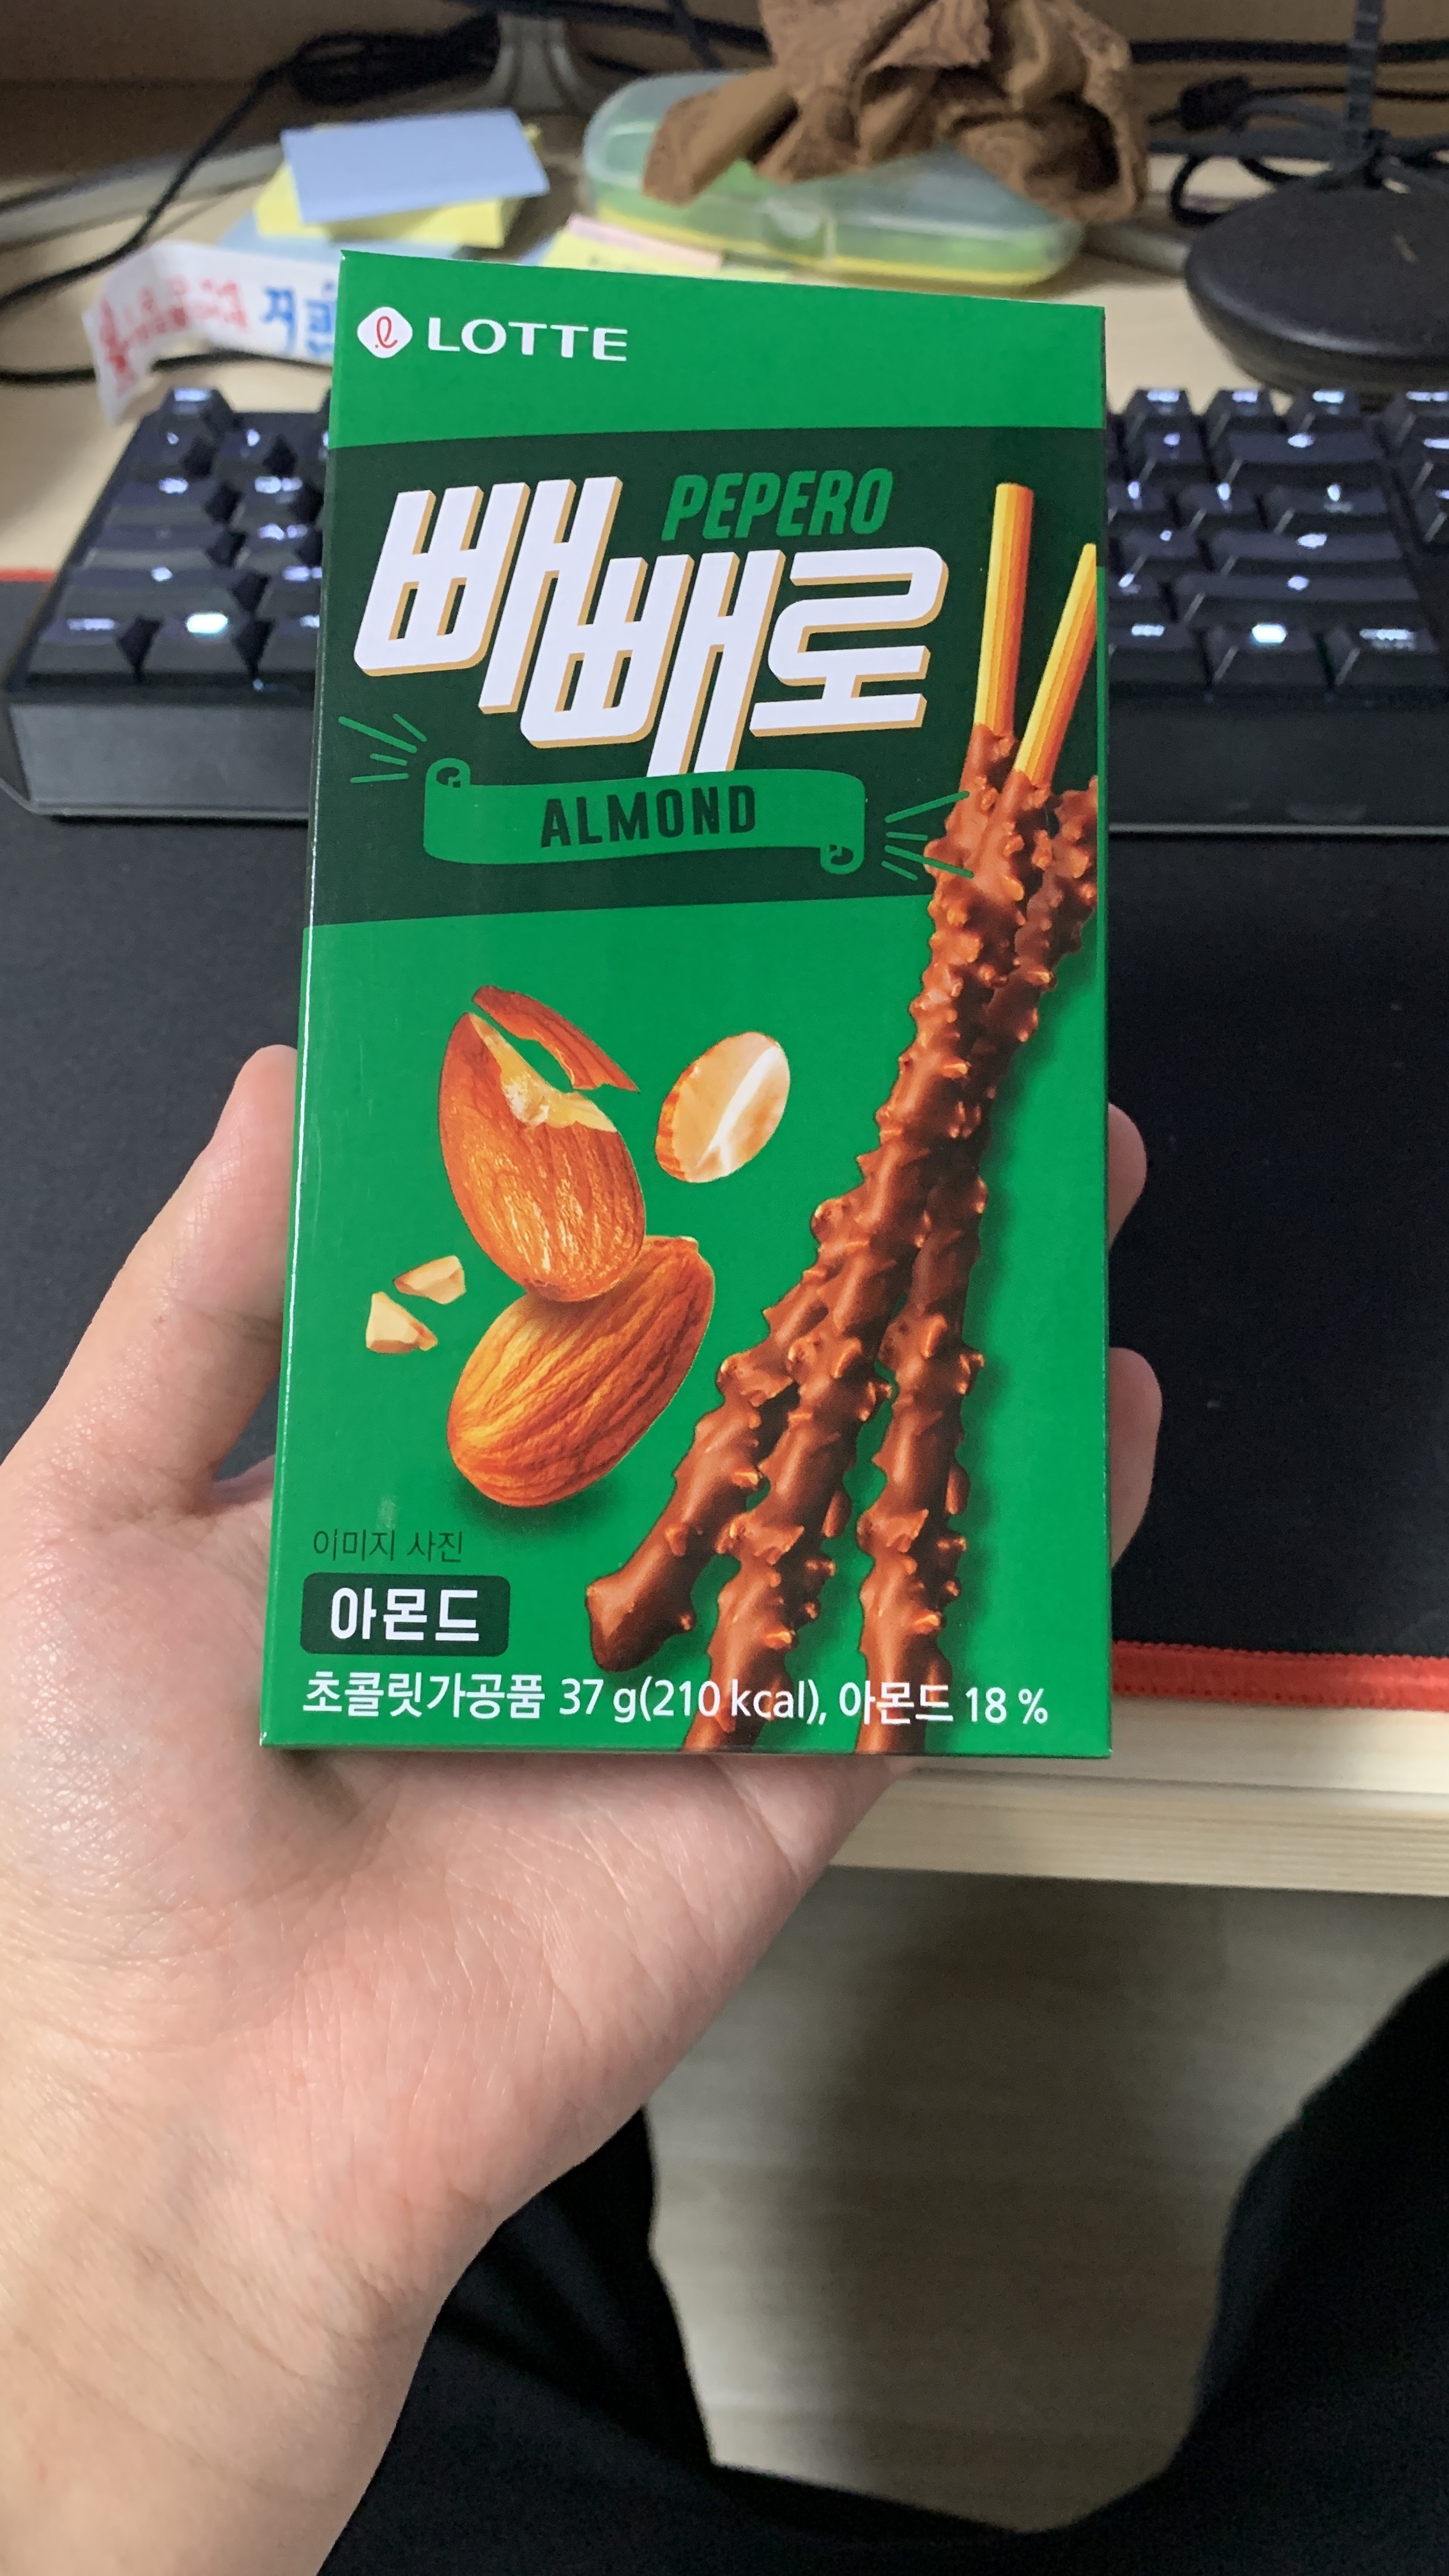 LOTTE
PEPERO
빼빼로
ALMOND
이미지 사진
아몬드
초콜릿가공품 37 g(210 kcal), 아몬드 18 %